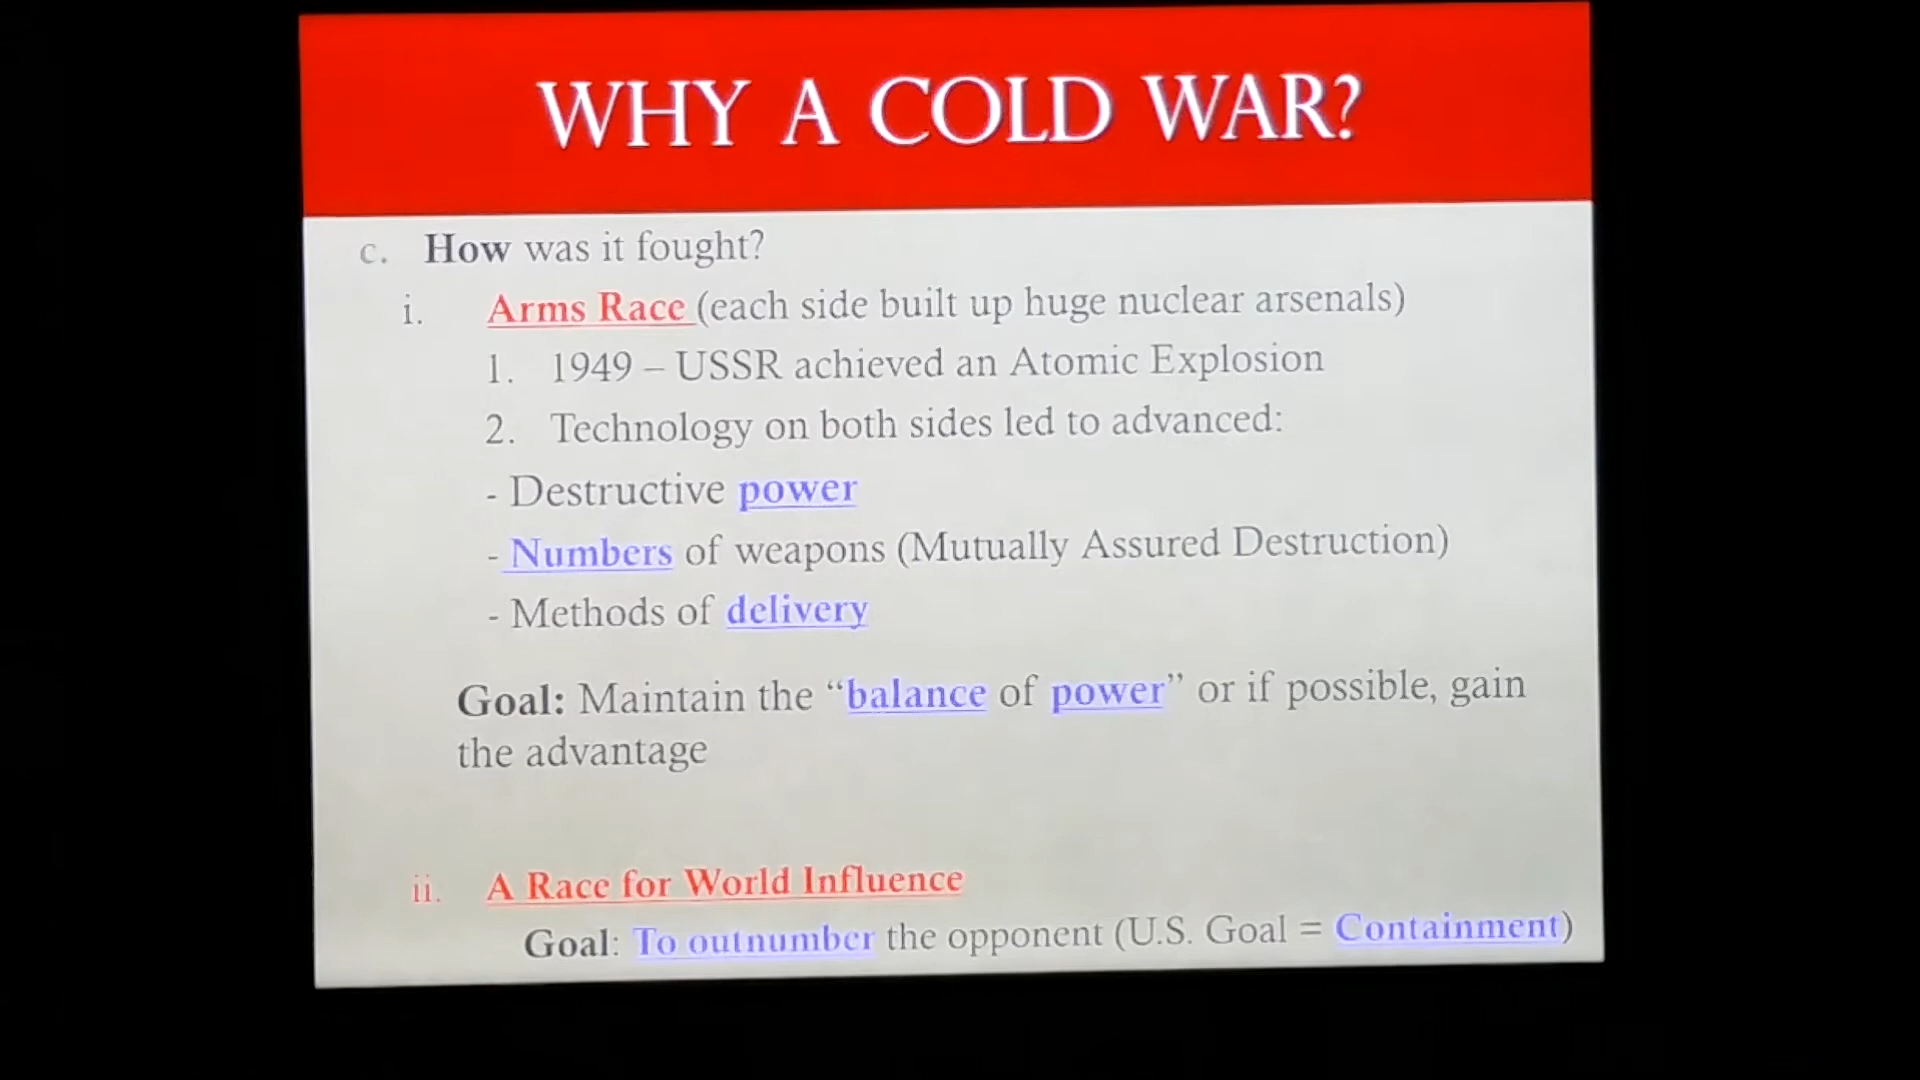 WHY A COLD WAR?
c. How was it fought?
i. Arms Race (each side built up huge nuclear arsenals)
1. 1949 – USSR achieved an Atomic Explosion
2. Technology on both sides led to advanced:
- Destructive power
- Numbers of weapons (Mutually Assured Destruction)
- Methods of delivery
Goal: Maintain the “balance of power” or if possible, gain
the advantage
ii. A Race for World Influence
Goal: To outnumber the opponent (U.S. Goal = Containment)